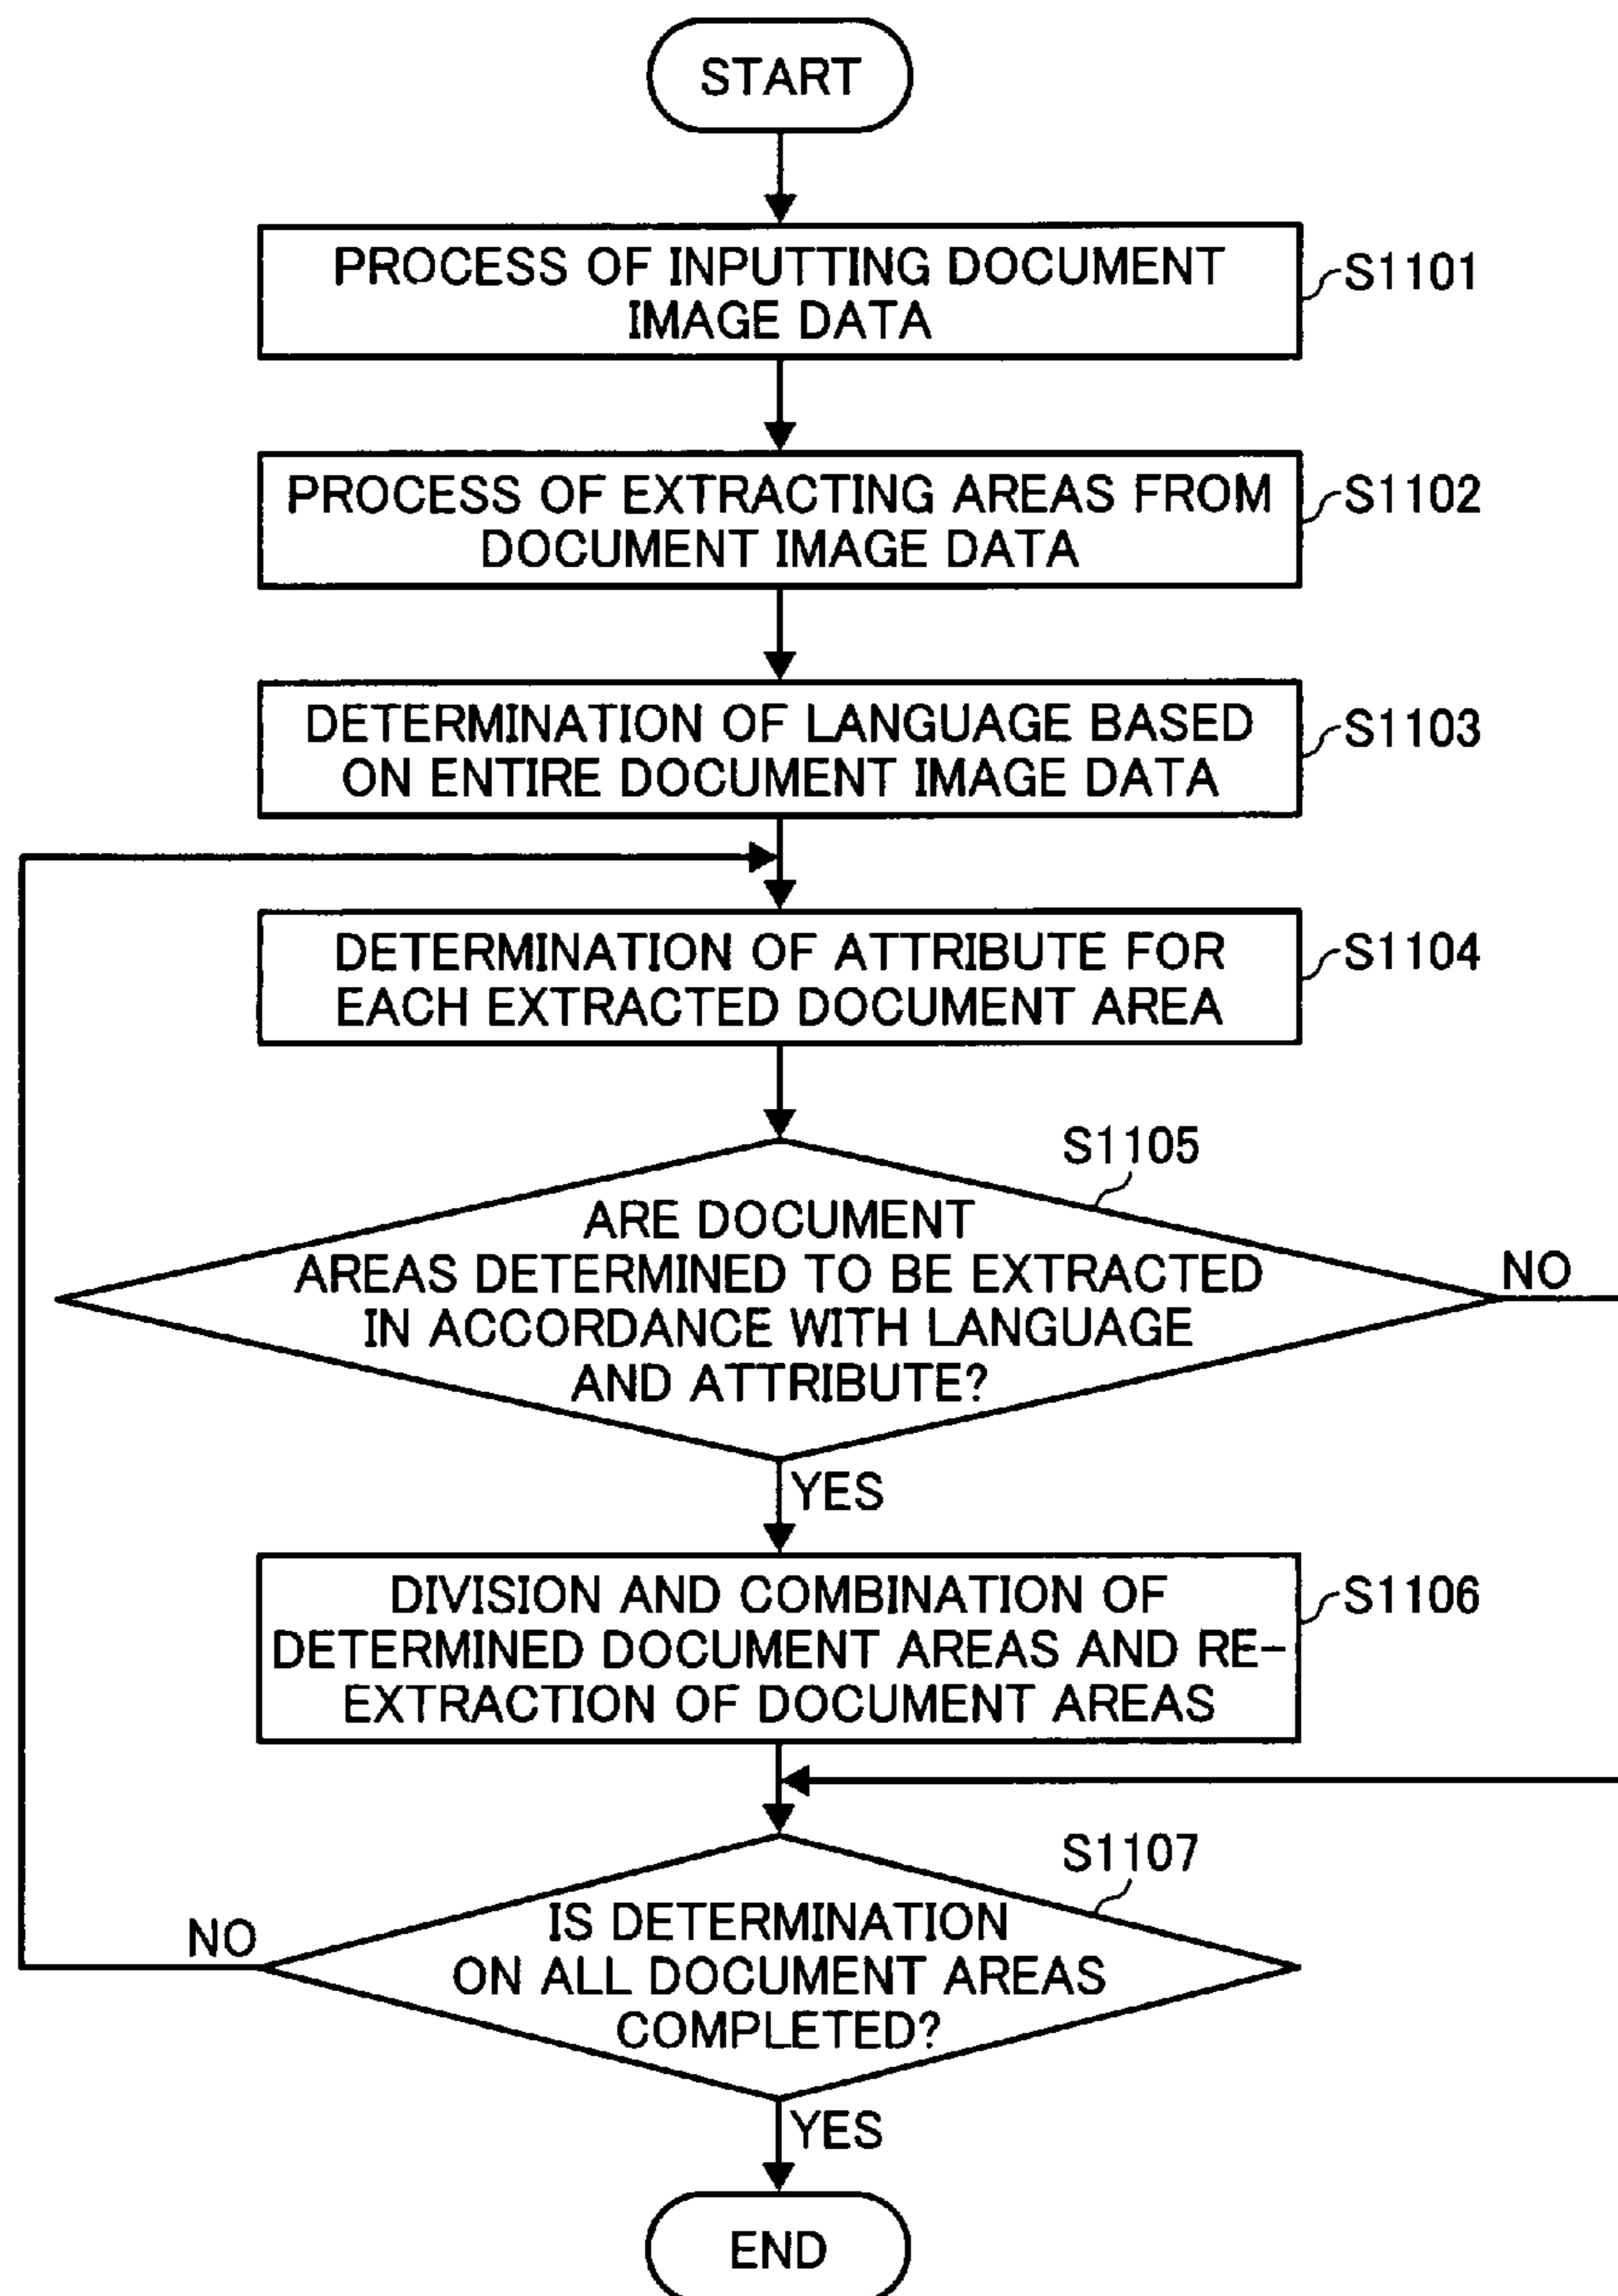 START
PROCESS OF INPUTTING DOCUMENT
IMAGE DATA
S1101
PROCESS OF EXTRACTING AREAS FROM
DOCUMENT IMAGE DATA
S1102
DETERMINATION OF LANGUAGE BASED
ON ENTIRE DOCUMENT IMAGE DATA
S1103
DETERMINATION OF ATTRIBUTE FOR
EACH EXTRACTED DOCUMENT AREA
S1104
S1105
ARE DOCUMENT
AREAS DETERMINED TO BE EXTRACTED
IN ACCORDANCE WITH LANGUAGE
AND ATTRIBUTE?
NO
YES
DIVISION AND COMBINATION OF
DETERMINED DOCUMENT AREAS AND RE-
EXTRACTION OF DOCUMENT AREAS
S1106
S1107
IS DETERMINATION
ON ALL DOCUMENT AREAS
COMPLETED?
NO
YES
END